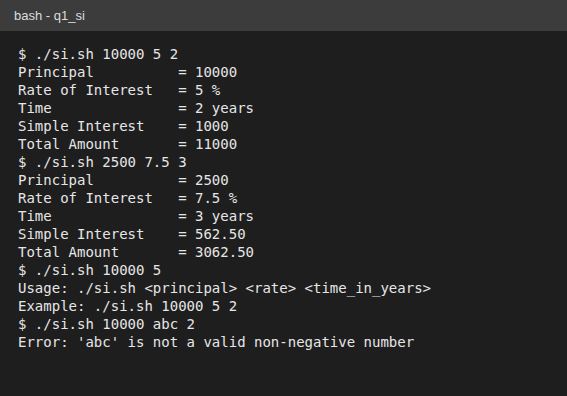 bash - q1_si
$ ./si.sh 10000 5 2
Principal          = 10000
Rate of Interest   = 5 %
Time               = 2 years
Simple Interest    = 1000
Total Amount       = 11000
$ ./si.sh 2500 7.5 3
Principal          = 2500
Rate of Interest   = 7.5 %
Time               = 3 years
Simple Interest    = 562.50
Total Amount       = 3062.50
$ ./si.sh 10000 5
Usage: ./si.sh <principal> <rate> <time_in_years>
Example: ./si.sh 10000 5 2
$ ./si.sh 10000 abc 2
Error: 'abc' is not a valid non-negative number